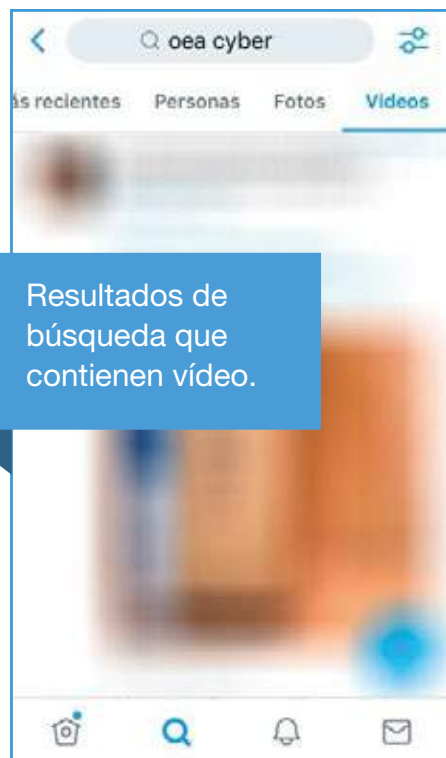 oea cyber
ás recientes Personas Fotos Videos
Resultados de
búsqueda que
contienen vídeo.